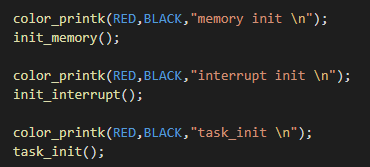 color_printk(RED,BLACK,"memory init \n");
init_memory();
color_printk(RED,BLACK,"interrupt init \n");
init_interrupt();
color_printk(RED,BLACK,"task_init \n");
task_init();